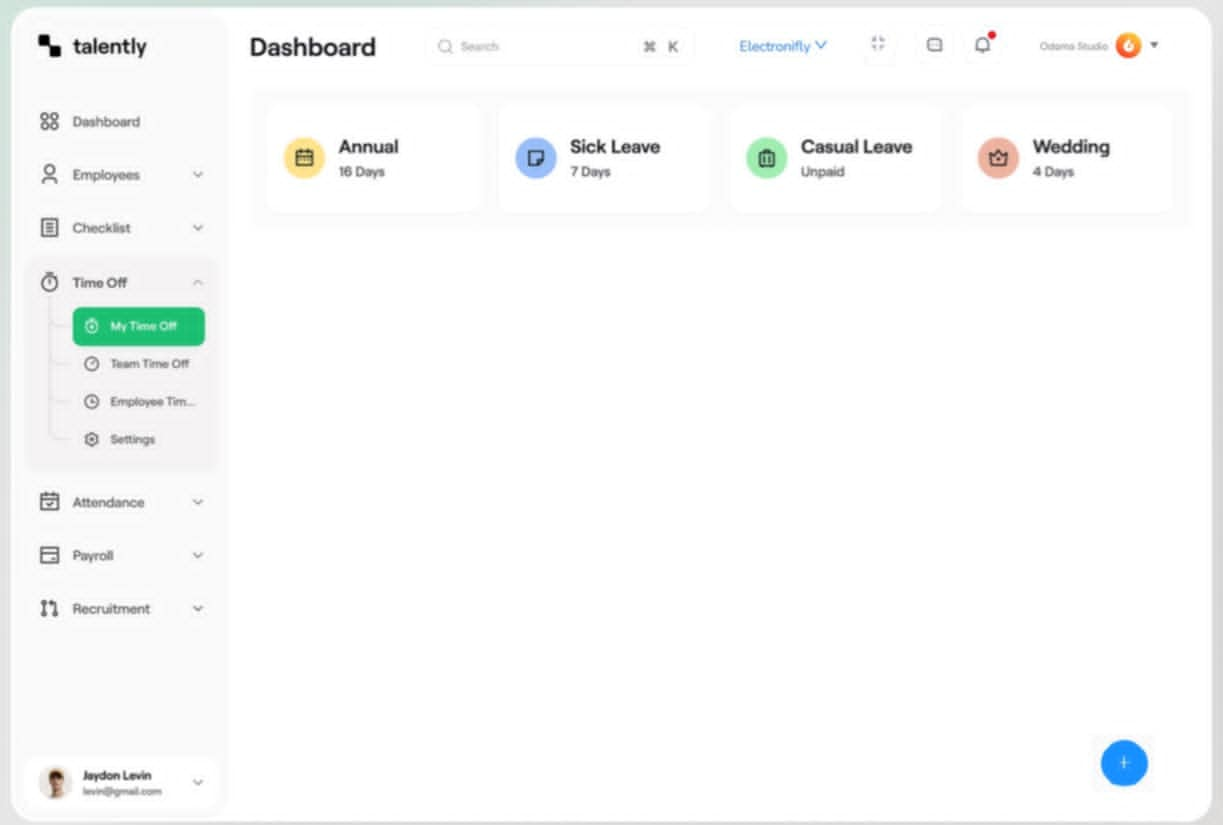 talently
Dashboard
Employees
Checklist
Time Off
My Time Off
Team Time Off
Employee Tim...
Settings
Attendance
Payroll
Recruitment
Jaydon Levin
levin@gmail.com
Dashboard
Search
⌘ K
Electronifly
Odama Studio
Annual
16 Days
Sick Leave
7 Days
Casual Leave
Unpaid
Wedding
4 Days
+